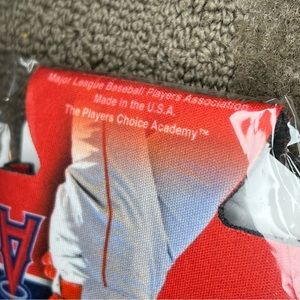 Major League Baseball Players Association
Made in the U.S.A.
The Players Choice Academy™
A